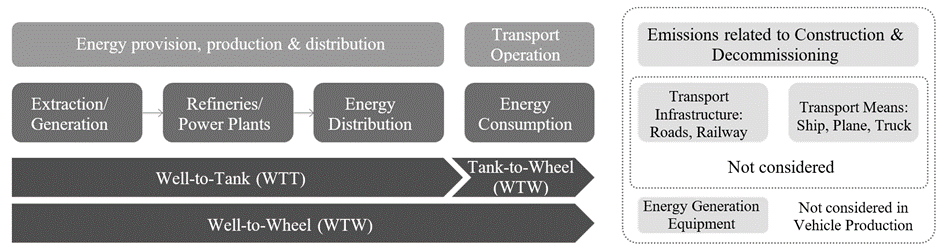 Energy provision, production & distribution
Transport
Operation
Extraction/
Generation
Refineries/
Power Plants
Energy
Distribution
Energy
Consumption
Well-to-Tank (WTT)
Tank-to-Wheel
(WTW)
Well-to-Wheel (WTW)
Emissions related to Construction &
Decommissioning
Transport
Infrastructure:
Roads, Railway
Transport Means:
Ship, Plane, Truck
Not considered
Energy Generation
Equipment
Not considered in
Vehicle Production